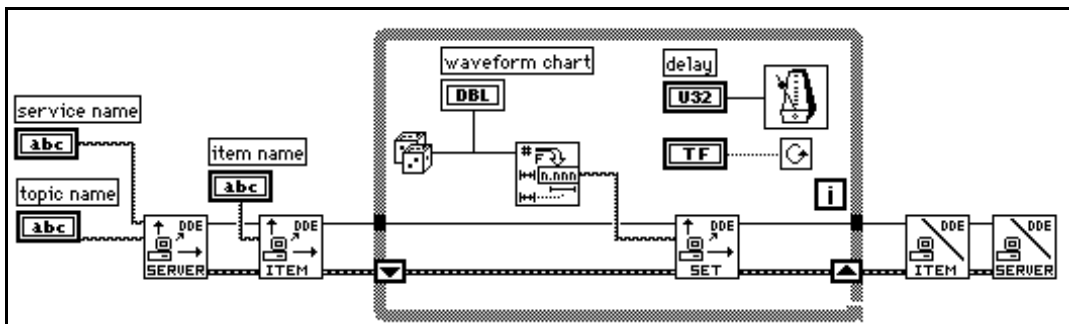 waveform chart
delay
DBL
U32
service name
abc
item name
TF
# F n.nnn
topic name
abc
i
abc
DDE
SERVER
DDE
ITEM
DDE
SET
DDE
ITEM
DDE
SERVER